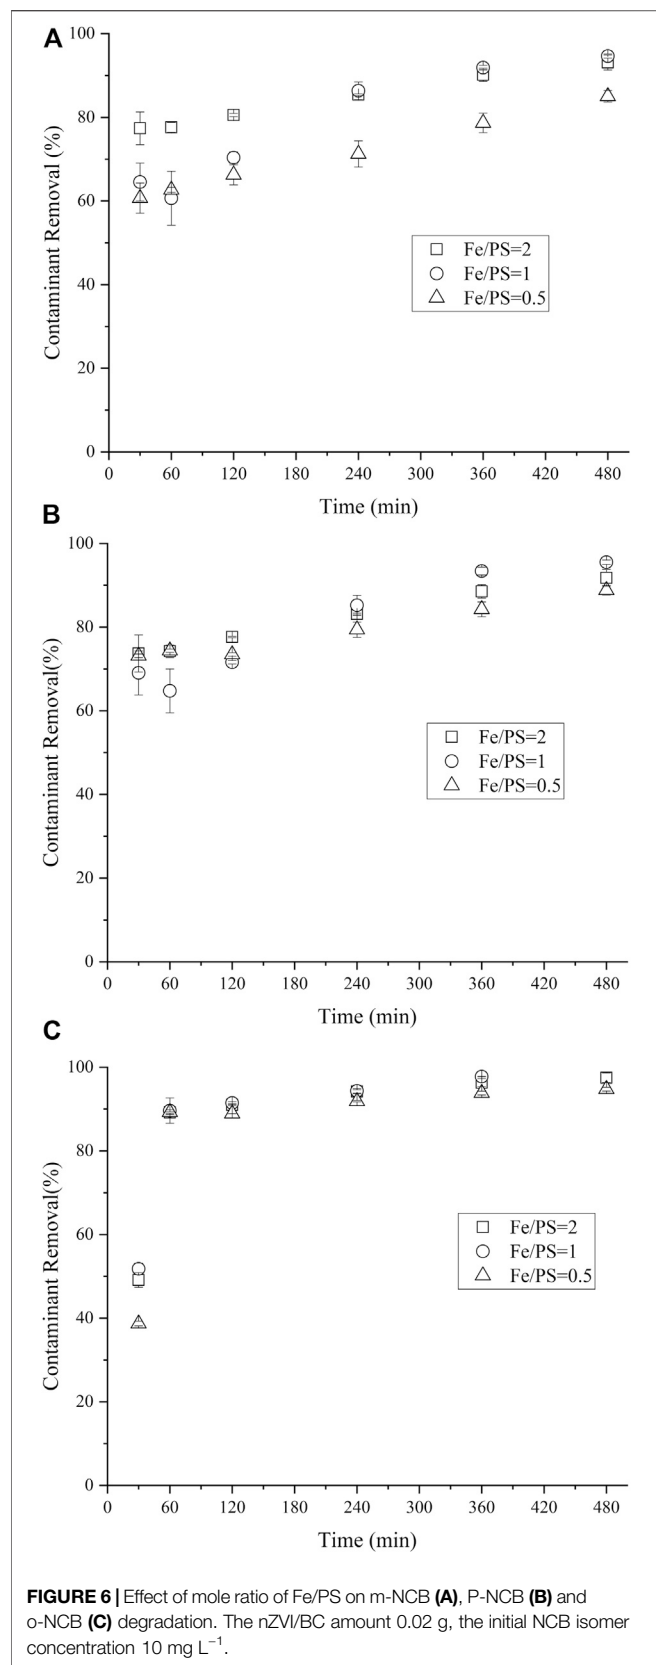 A
100
80
60
40
20
0
Contaminant Removal (%)
Fe/PS=2
Fe/PS=1
Fe/PS=0.5
0 60 120 180 240 300 360 420 480
Time (min)
B
100
80
60
40
20
0
Contaminant Removal(%)
Fe/PS=2
Fe/PS=1
Fe/PS=0.5
0 60 120 180 240 300 360 420 480
Time (min)
C
100
80
60
40
20
0
Contaminant Removal(%)
Fe/PS=2
Fe/PS=1
Fe/PS=0.5
0 60 120 180 240 300 360 420 480
Time (min)
FIGURE 6 | Effect of mole ratio of Fe/PS on m-NCB (A), P-NCB (B) and
o-NCB (C) degradation. The nZVI/BC amount 0.02 g, the initial NCB isomer
concentration 10 mg L⁻¹.